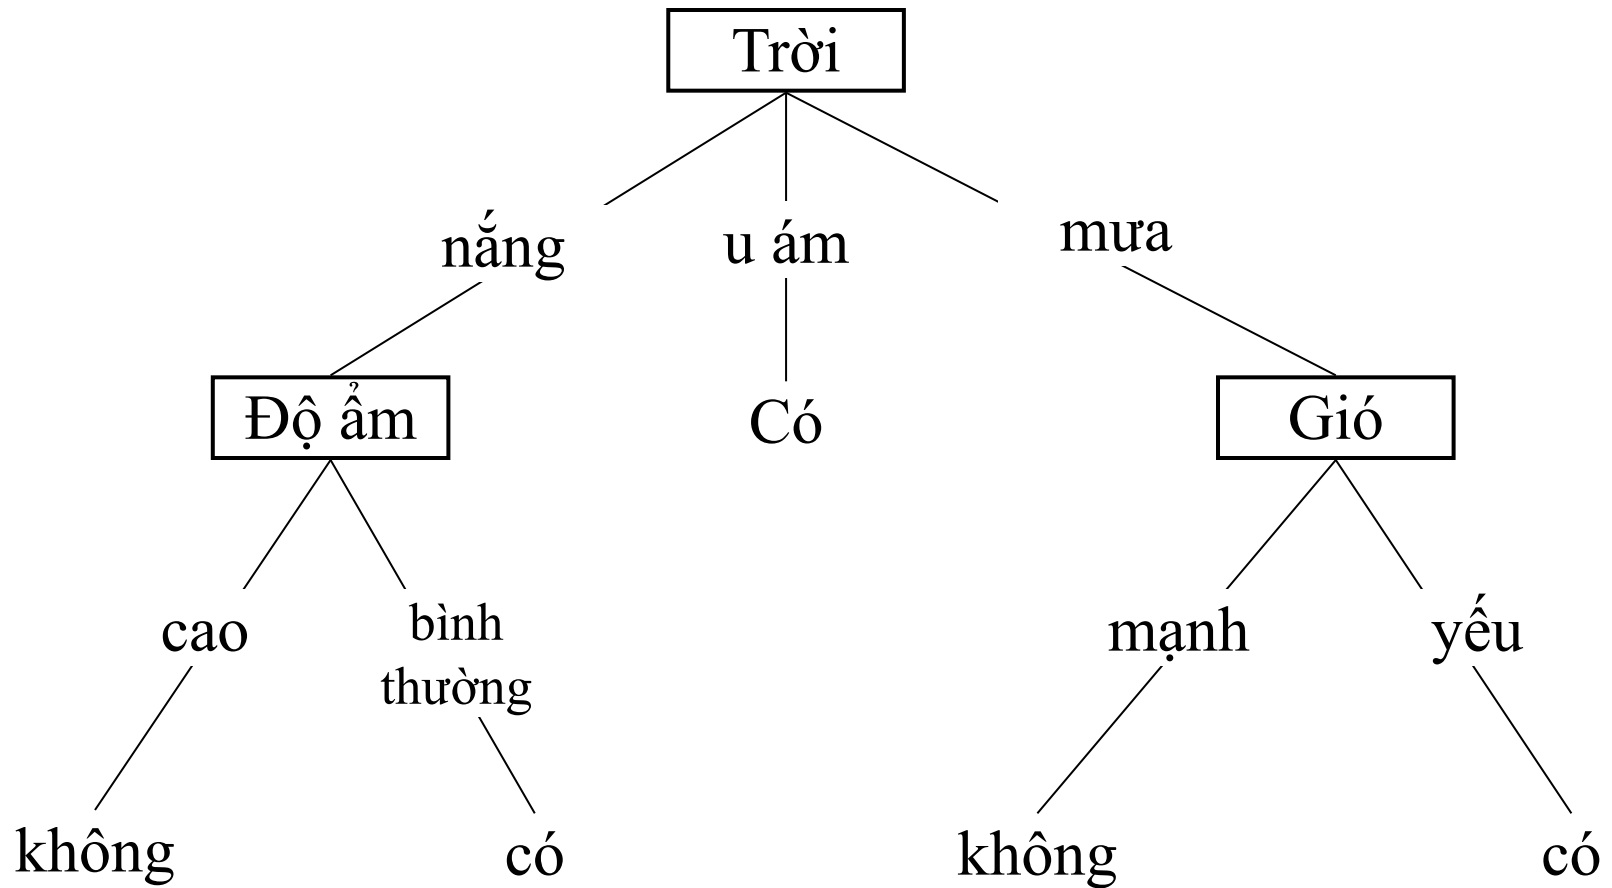 Trời
nắng
u ám
mưa
Độ ẩm
Có
Gió
cao
bình
thường
mạnh
yếu
không
có
không
có